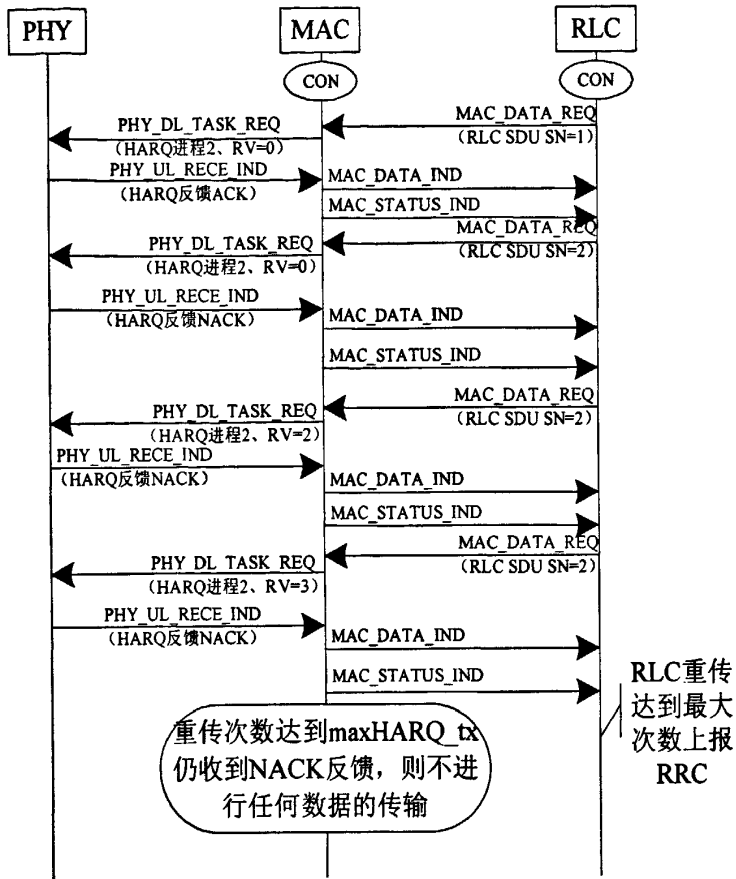 PHY
MAC
RLC
CON
CON
MAC_DATA_REQ
PHY_DL_TASK_REQ
(RLC SDU SN=1)
(HARQ进程2、RV=0)
PHY_UL_RECE_IND
MAC_DATA_IND
(HARQ反馈ACK)
MAC_STATUS_IND
MAC_DATA_REQ
PHY_DL_TASK_REQ
(RLC SDU SN=2)
(HARQ进程2、RV=0)
PHY_UL_RECE_IND
(HARQ反馈NACK)
MAC_DATA_IND
MAC_STATUS_IND
MAC_DATA_REQ
PHY_DL_TASK_REQ
(RLC SDU SN=2)
(HARQ进程2、RV=2)
PHY_UL_RECE_IND
(HARQ反馈NACK)
MAC_DATA_IND
MAC_STATUS_IND
MAC_DATA_REQ
PHY_DL_TASK_REQ
(RLC SDU SN=2)
(HARQ进程2、RV=3)
PHY_UL_RECE_IND
(HARQ反馈NACK)
MAC_DATA_IND
MAC_STATUS_IND
RLC重传
达到最大
次数上报
RRC
重传次数达到maxHARQ_tx
仍收到NACK反馈，则不进
行任何数据的传输